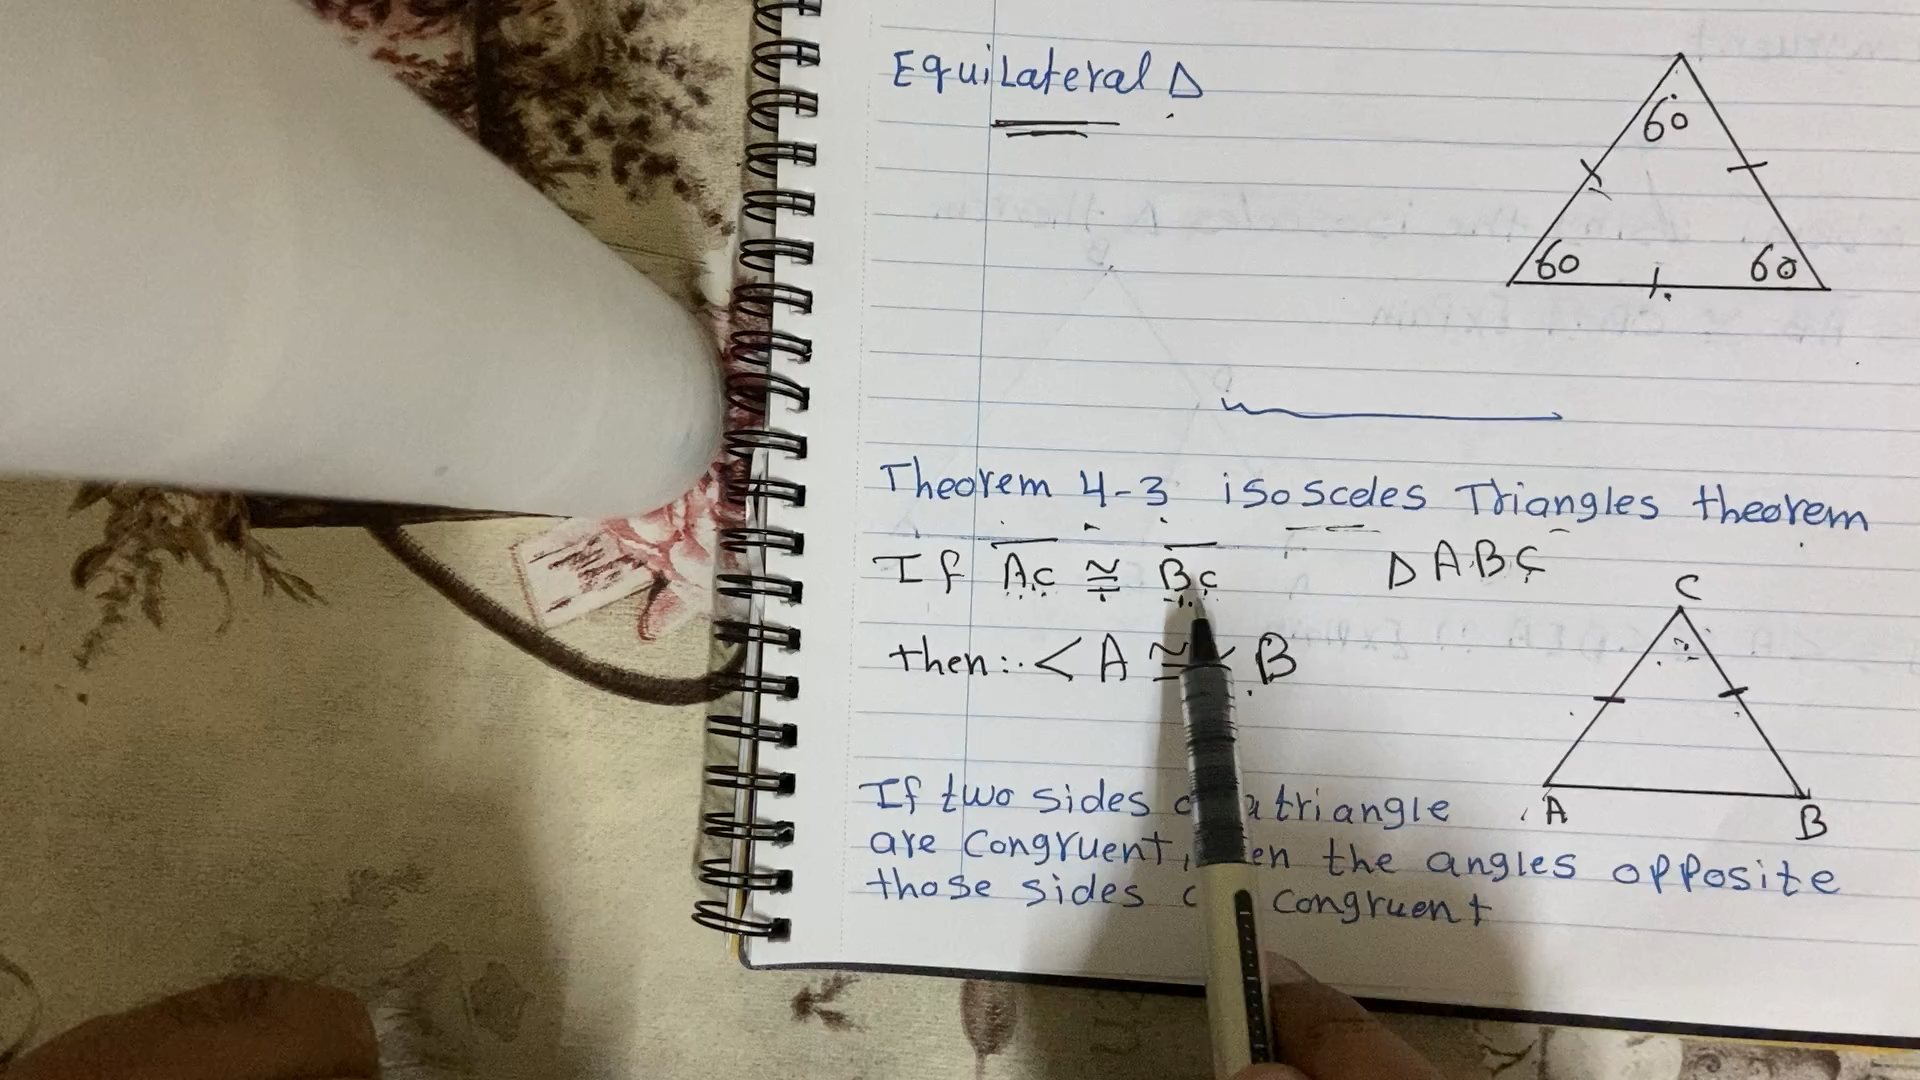 Equilateral Δ
60
60 60
Theorem 4-3 isosceles Triangles theorem
If AC ≅ BC Δ ABC
C
then: < A ≅ B
If two sides triangle
A B
are congruent, the angles opposite
those sides congruent